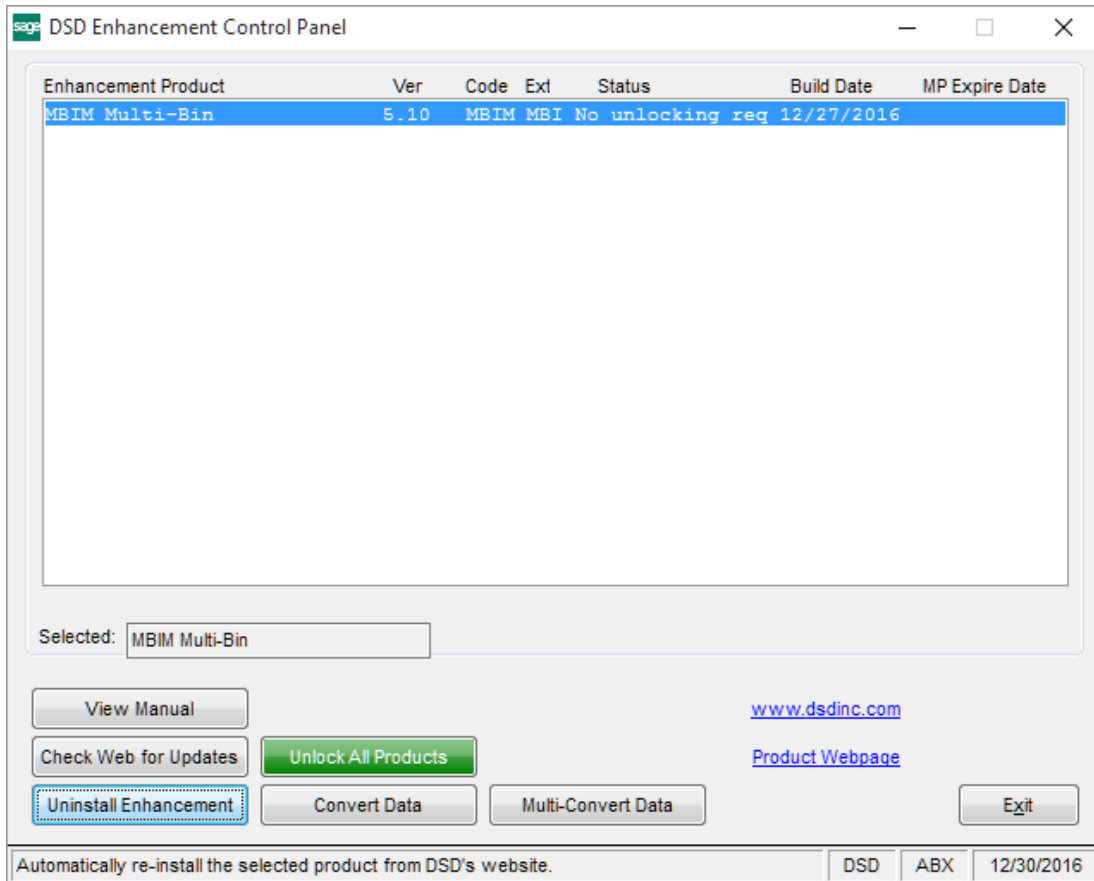 sage DSD Enhancement Control Panel
Enhancement Product Ver Code Ext Status Build Date MP Expire Date
MBIM Multi-Bin 5.10 MBIM MBI No unlocking req 12/27/2016
Selected: MBIM Multi-Bin
View Manual www.dsdinc.com
Check Web for Updates Unlock All Products Product Webpage
Uninstall Enhancement Convert Data Multi-Convert Data Exit
Automatically re-install the selected product from DSD's website. DSD ABX 12/30/2016